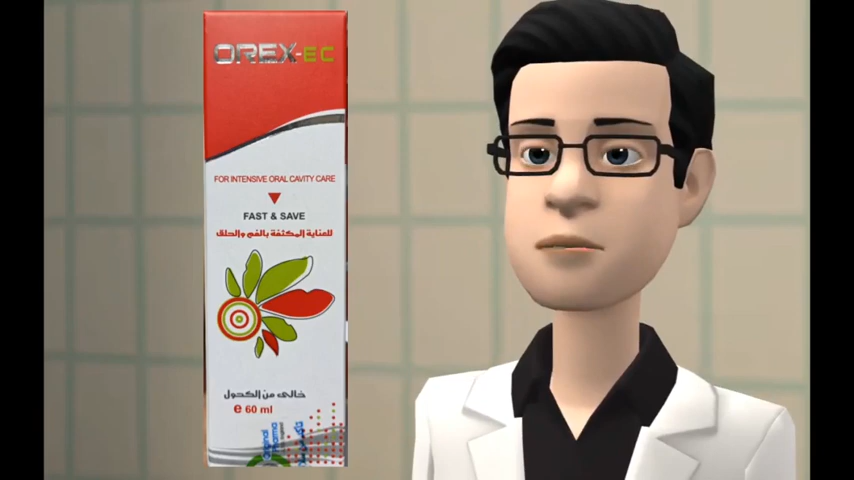 OREX-EC
FOR INTENSIVE ORAL CAVITY CARE
FAST & SAVE
للعناية المكثفة بالفم والحلق
خالى من الكحول
e 60 ml